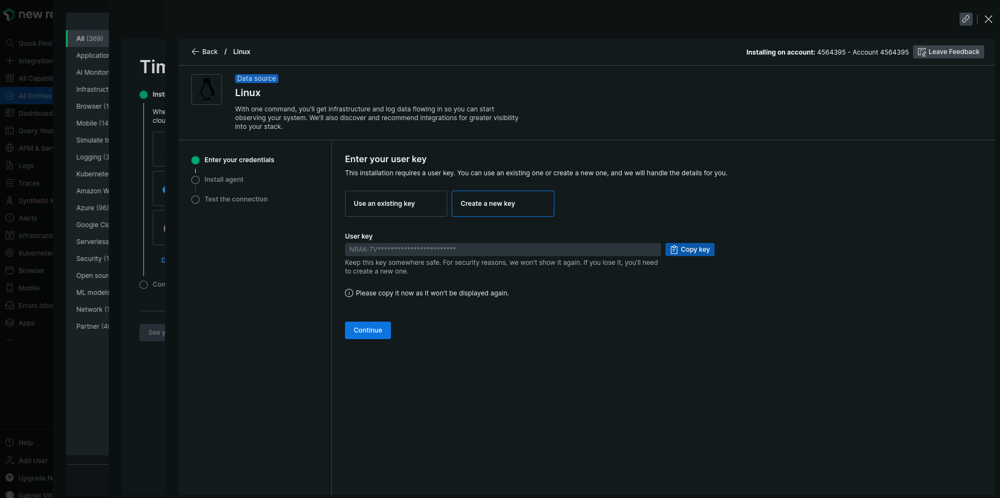 new re
Quick Find
Integration
All Capabili
All Entities
Dashboard
Query Your
APM & Serv
Logs
Traces
Synthetic M
Alerts
Infrastructu
Kubernetes
Browser
Mobile
Errors Inbo
Apps
...
Help
Add User
Upgrade N
Gabriel Vill
All (369)
Application
AI Monitori
Infrastruct
Browser (1
Mobile (14
Simulate tr
Logging (3
Kubernetes
Amazon W
Azure (96)
Google Clo
Serverless
Security (1
Open sour
ML models
Network (1
Partner (40
Tim
Inst
Whe
clou
D
Con
See y
Back / Linux
Installing on account: 4564395 - Account 4564395
Leave Feedback
Data source
Linux
With one command, you'll get infrastructure and log data flowing in so you can start
observing your system. We'll also discover and recommend integrations for greater visibility
into your stack.
Enter your credentials
Install agent
Test the connection
Enter your user key
This installation requires a user key. You can use an existing one or create a new one, and we will handle the details for you.
Use an existing key
Create a new key
User key
NRAK-7V************************
Copy key
Keep this key somewhere safe. For security reasons, we won't show it again. If you lose it, you'll need
to create a new one.
Please copy it now as it won't be displayed again.
Continue